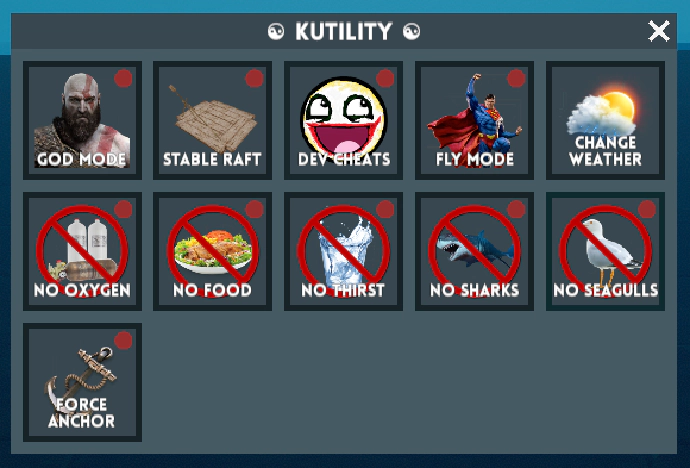 ☯ KUTILITY ☯
GOD MODE
STABLE RAFT
DEV CHEATS
FLY MODE
CHANGE
WEATHER
NO OXYGEN
NO FOOD
NO THIRST
NO SHARKS
NO SEAGULLS
FORCE
ANCHOR